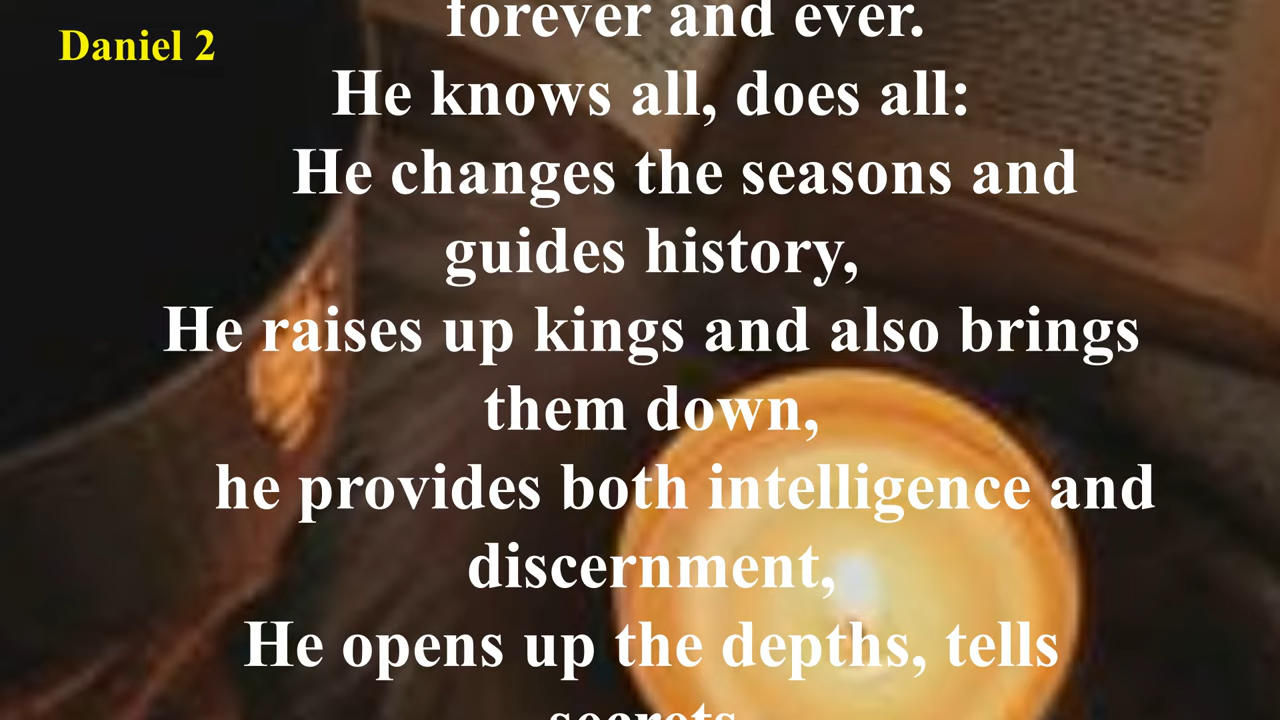 Daniel 2
forever and ever.
He knows all, does all:
He changes the seasons and
guides history,
He raises up kings and also brings
them down,
he provides both intelligence and
discernment,
He opens up the depths, tells
secrets